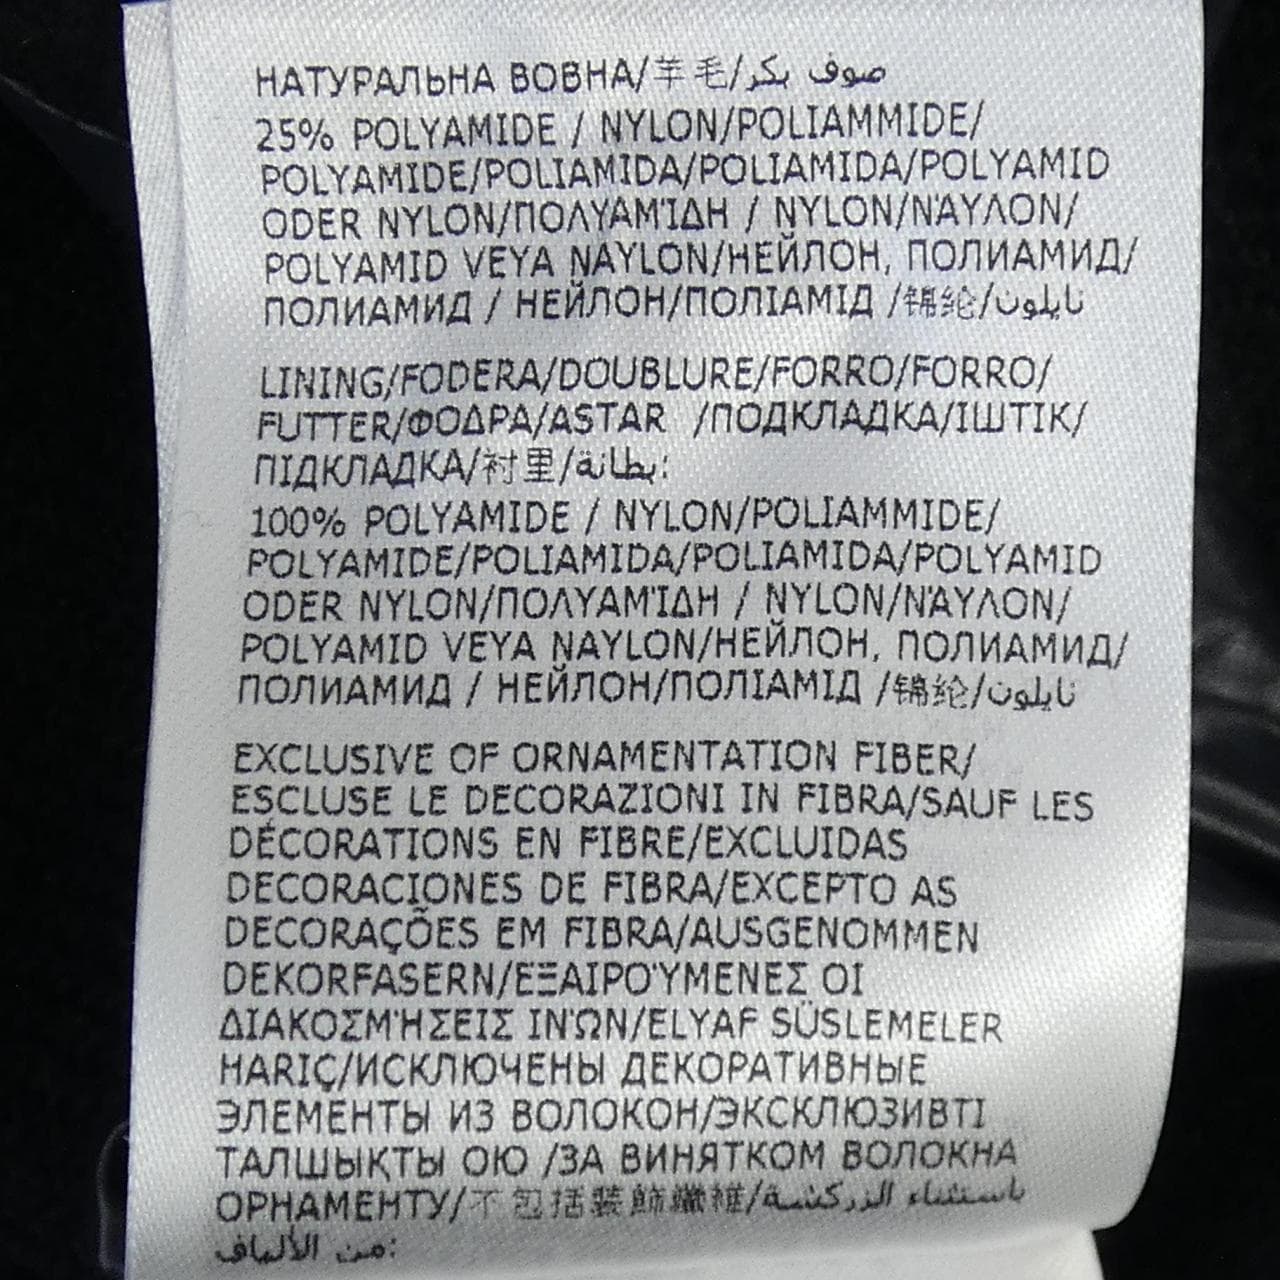 НАТУРАЛЬНА ВОВНА/羊毛/صوف بكر
25% POLYAMIDE / NYLON/POLIAMMIDE/
POLYAMIDE/POLIAMIDA/POLIAMIDA/POLYAMID
ODER NYLON/ΠΟΛΥΑΜΊΔΗ / NYLON/ΝΆΥΛΟΝ/
POLYAMID VEYA NAYLON/НЕЙЛОН, ПОЛИАМИД/
ПОЛИАМИД / НЕЙЛОН/ПОЛІАМІД /锦纶/نايلون
LINING/FODERA/DOUBLURE/FORRO/FORRO/
FUTTER/ΦΟΔΡΑ/ASTAR /ПОДКЛАДКА/ІШТІК/
ПІДКЛАДКА/衬里/بطانة:
100% POLYAMIDE / NYLON/POLIAMMIDE/
POLYAMIDE/POLIAMIDA/POLIAMIDA/POLYAMID
ODER NYLON/ΠΟΛΥΑΜΊΔΗ / NYLON/ΝΆΥΛΟΝ/
POLYAMID VEYA NAYLON/НЕЙЛОН, ПОЛИАМИД/
ПОЛИАМИД / НЕЙЛОН/ПОЛІАМІД /锦纶/نايلون
EXCLUSIVE OF ORNAMENTATION FIBER/
ESCLUSE LE DECORAZIONI IN FIBRA/SAUF LES
DÉCORATIONS EN FIBRE/EXCLUIDAS
DECORACIONES DE FIBRA/EXCEPTO AS
DECORAÇÕES EM FIBRA/AUSGENOMMEN
DEKORFASERN/ΕΞΑΙΡΟΎΜΕΝΕΣ ΟΙ
ΔΙΑΚΟΣΜΉΣΕΙΣ ΙΝΏΝ/ELYAF SÜSLEMELER
HARIÇ/ИСКЛЮЧЕНЫ ДЕКОРАТИВНЫЕ
ЭЛЕМЕНТЫ ИЗ ВОЛОКОН/ЭКСКЛЮЗИВТІ
ТАЛШЫҚТЫ ОЮ /ЗА ВИНЯТКОМ ВОЛОКНА
ОРНАМЕНТУ/不包括装飾纖維/باستثناء الزركشة
من الألياف: